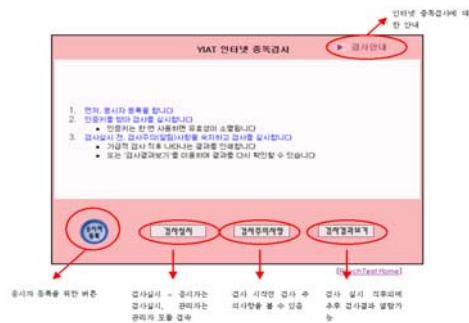 인터넷 중독검사에 대
한 안내
YIAT 인터넷 중독검사
▶ 검사안내
1. 먼저, 응시자 등록을 합니다
2. 인증키를 받아 검사를 실시합니다
• 인증키는 한 번 사용하면 유효성이 소멸됩니다
3. 검사실시 전, 검사주의(알림)사항을 숙지하고 검사를 실시합니다
• 가급적 검사 직후 나타나는 결과를 인쇄합니다
• 또는 '검사결과보기'를 이용하여 결과를 다시 확인할 수 있습니다
응시자
등록
검사실시
검사주의사항
검사결과보기
TestHome]
응시자 등록을 위한 버튼
검사실시 - 응시자는
검사실시, 관리자는
관리자 모듈 접속
검사 시작전 검사 주
의사항을 볼 수 있음
검사 실시 직후외에
추후 검사결과 열람가
능